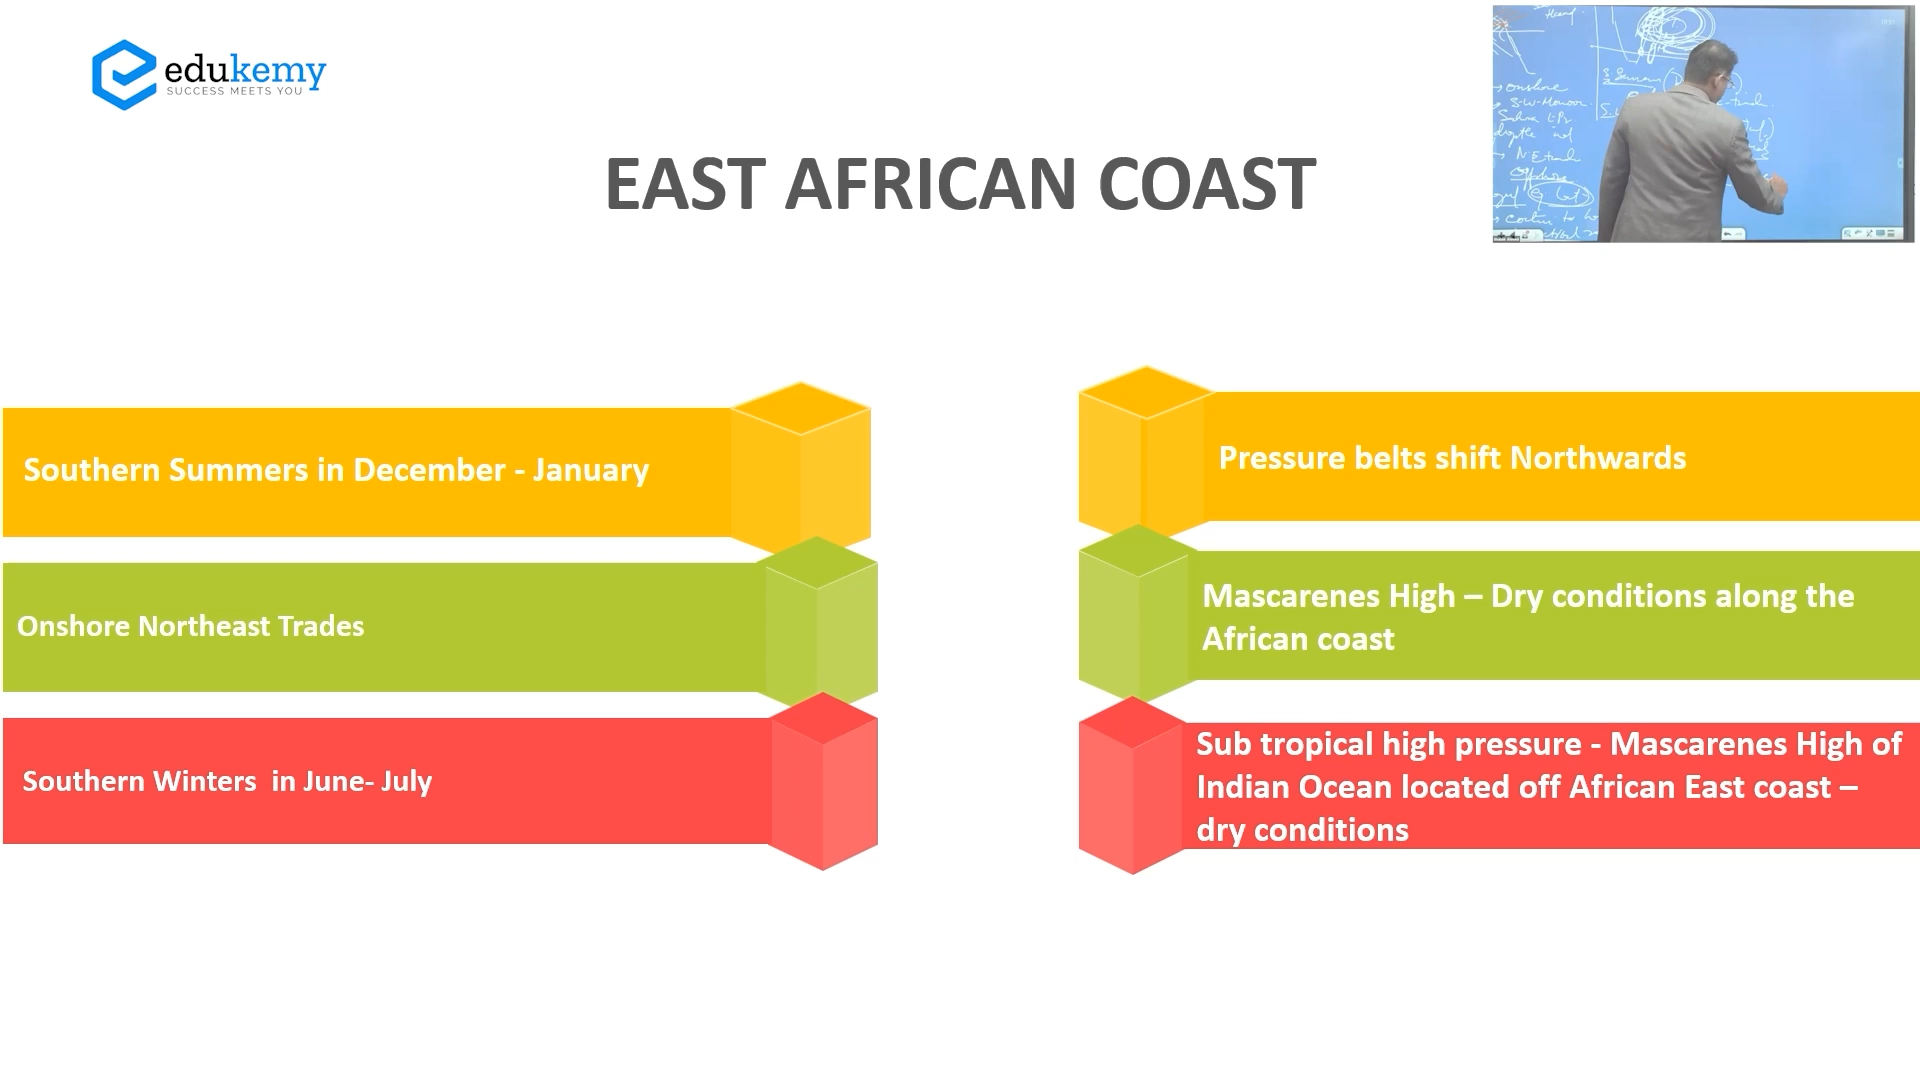 edukemy
SUCCESS MEETS YOU
EAST AFRICAN COAST
Southern Summers in December - January
Onshore Northeast Trades
Southern Winters in June- July
Pressure belts shift Northwards
Mascarenes High – Dry conditions along the
African coast
Sub tropical high pressure - Mascarenes High of
Indian Ocean located off African East coast –
dry conditions
onshore
N.E trade